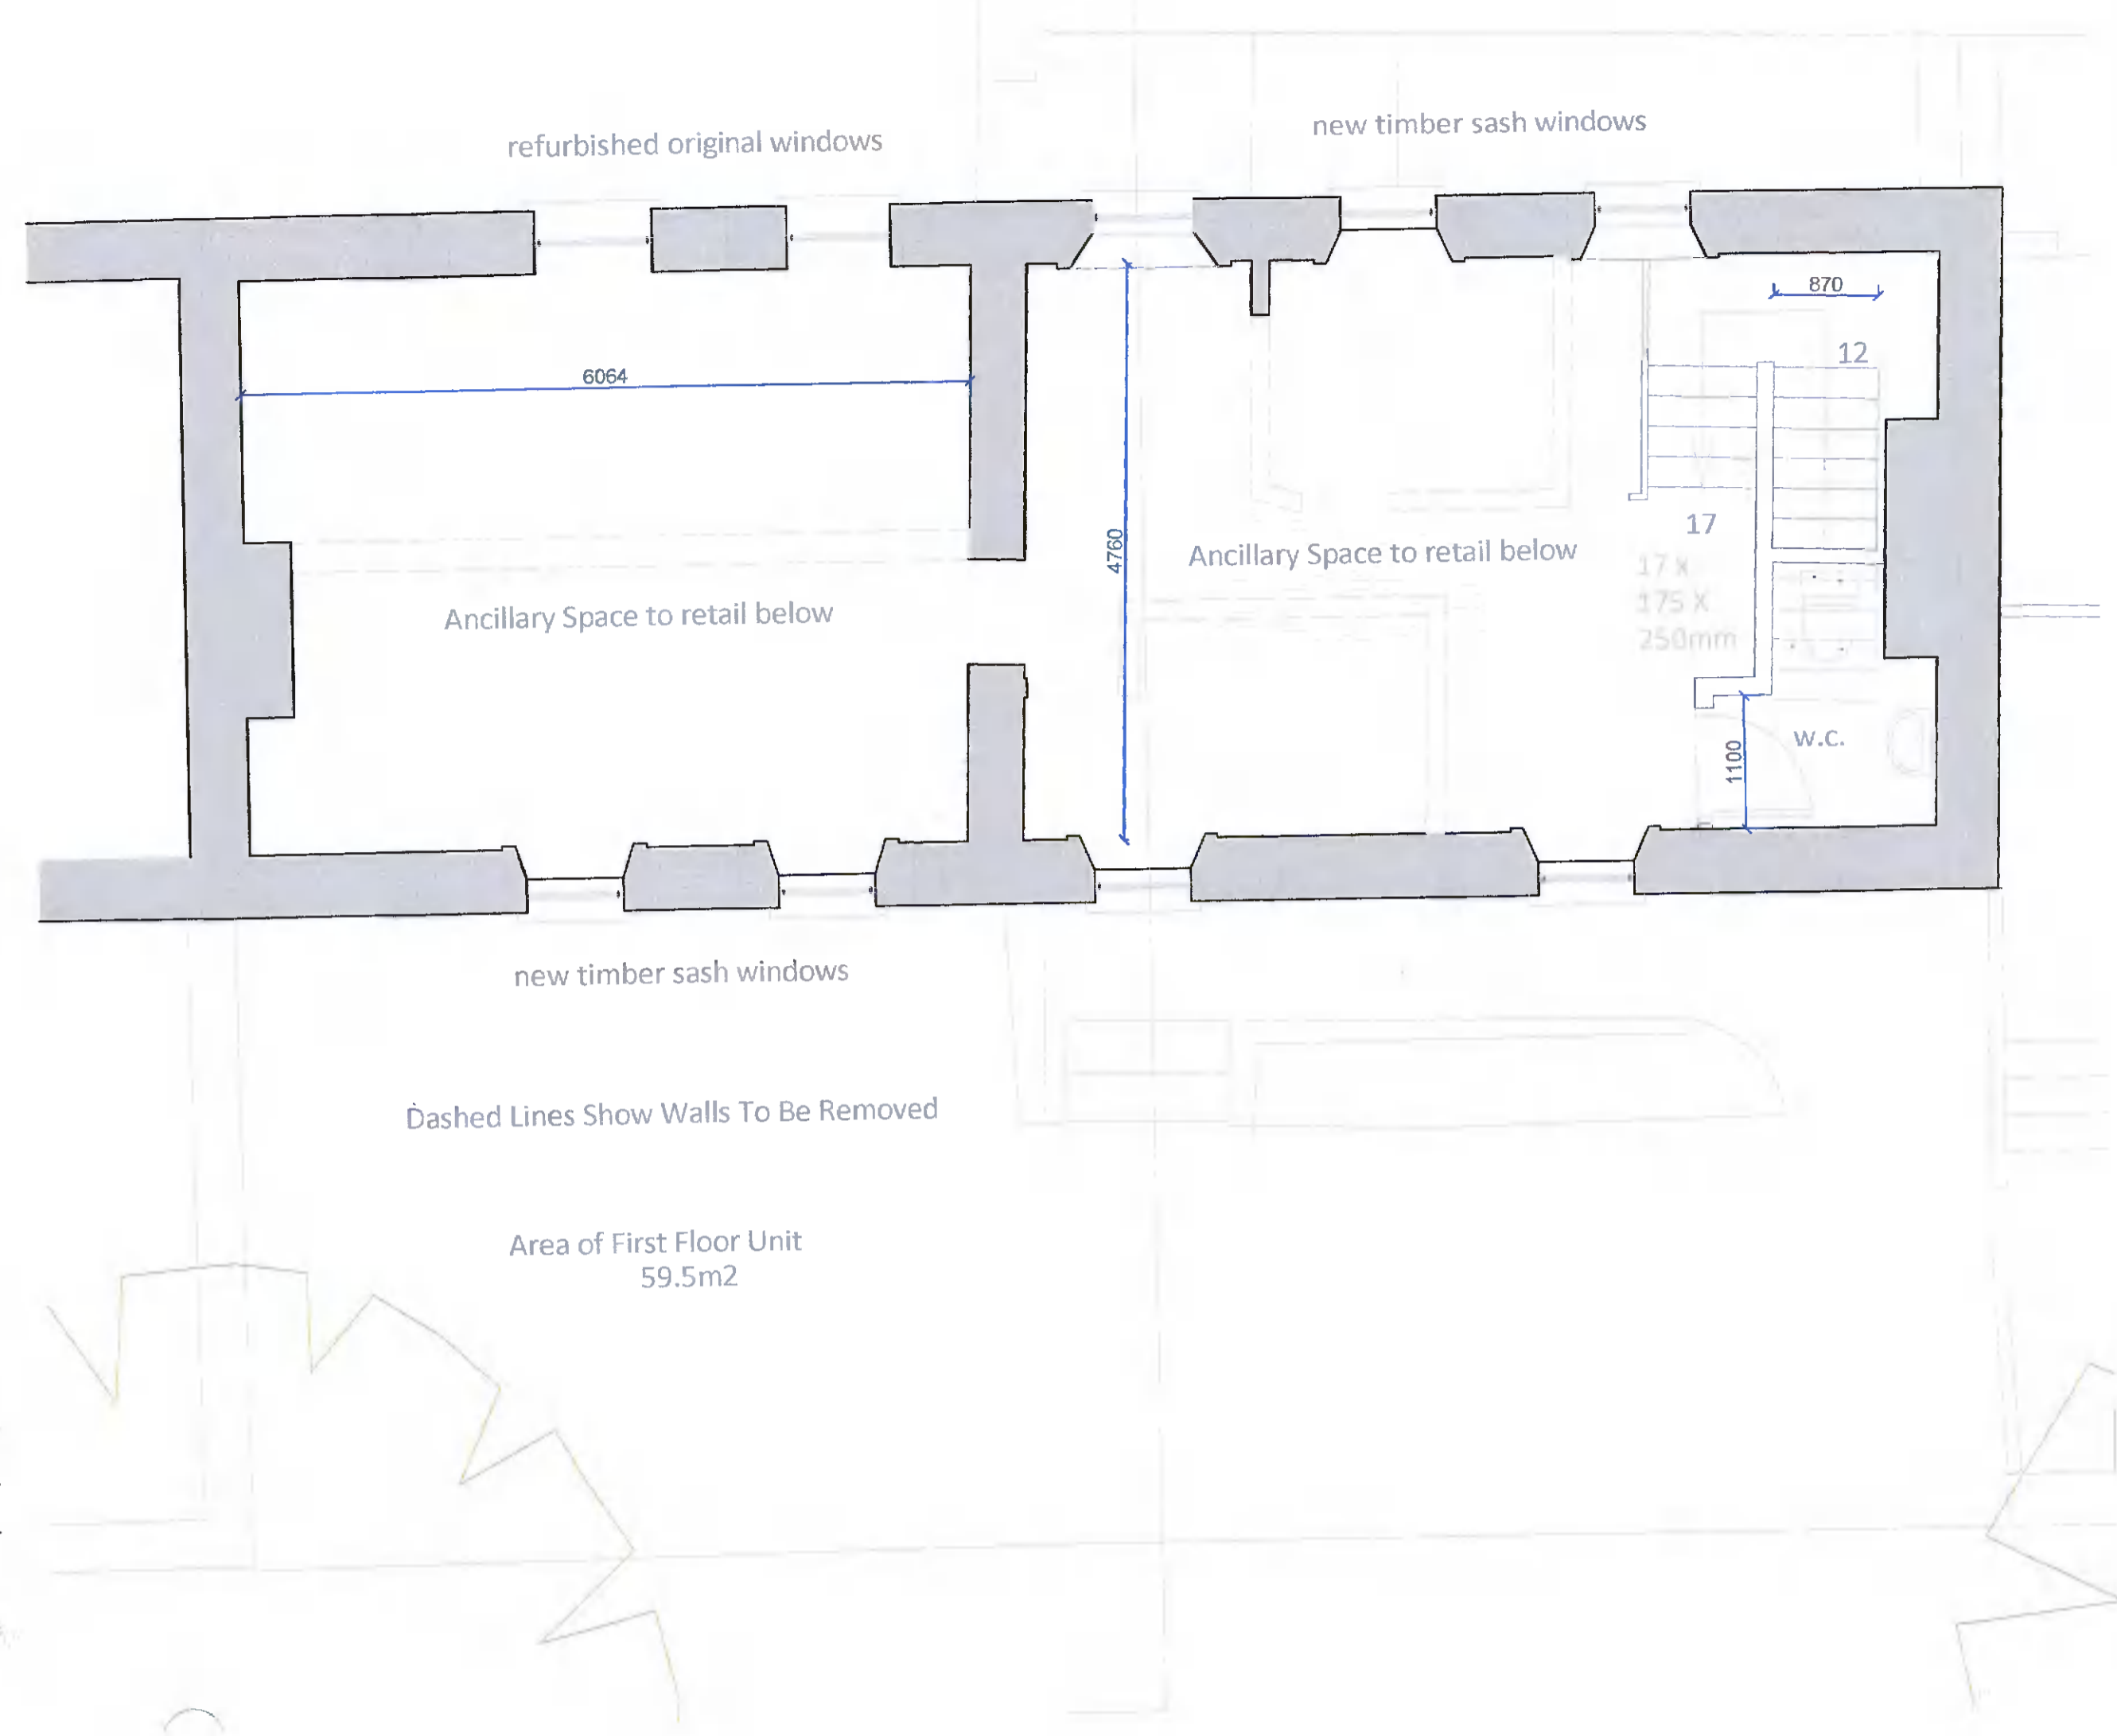 refurbished original windows
new timber sash windows
870
12
6064
17
4760
Ancillary Space to retail below
17 X
175 X
250mm
Ancillary Space to retail below
w.c.
1100
new timber sash windows
Dashed Lines Show Walls To Be Removed
Area of First Floor Unit
59.5m2